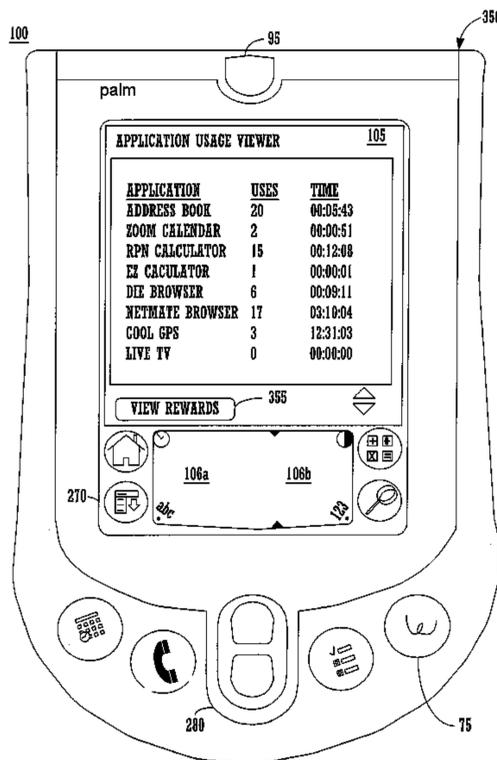 100
95
350
palm
APPLICATION USAGE VIEWER 105
APPLICATION USES TIME
ADDRESS BOOK 20 00:05:43
ZOOM CALENDAR 2 00:00:51
RPN CALCULATOR 15 00:12:08
EZ CACULATOR 1 00:00:01
DIE BROWSER 6 00:09:11
NETMATE BROWSER 17 03:10:04
COOL GPS 3 12:31:03
LIVE TV 0 00:00:00
VIEW REWARDS 355
106a 106b
270
abc 123
280 75